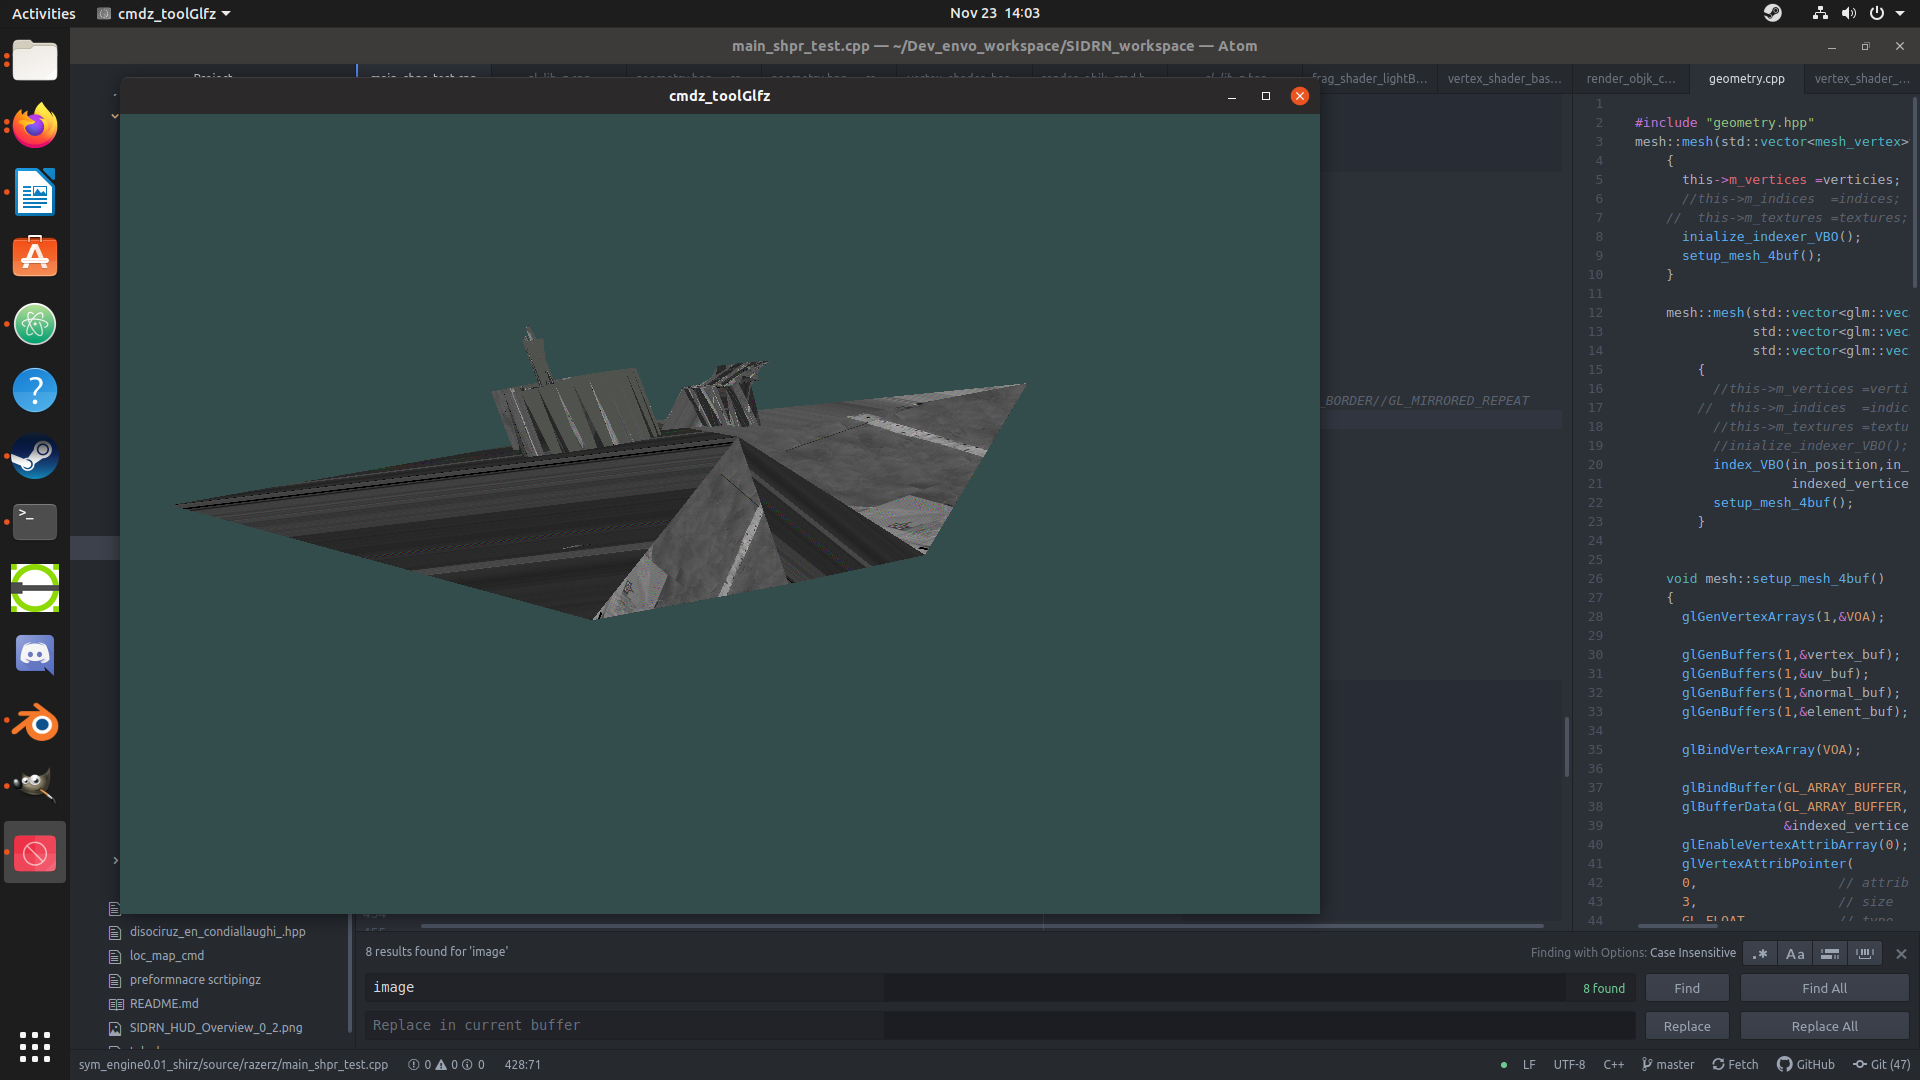 Activities
cmdz_toolGlfz
Nov 23 14:03
main_shpr_test.cpp — ~/Dev_envo_workspace/SIDRN_workspace — Atom
Project
frag_shader_lightB...
vertex_shader_bas...
render_objk_c...
geometry.cpp
vertex_shader_...
cmdz_toolGlfz
_BORDER//GL_MIRRORED_REPEAT
1
2 #include "geometry.hpp"
3 mesh::mesh(std::vector<mesh_vertex>
4 {
5 this->m_vertices =verticies;
6 //this->m_indices =indices;
7 // this->m_textures =textures;
8 inialize_indexer_VBO();
9 setup_mesh_4buf();
10 }
11
12 mesh::mesh(std::vector<glm::vec
13 std::vector<glm::vec
14 std::vector<glm::vec
15 {
16 //this->m_vertices =verti
17 // this->m_indices =indic
18 //this->m_textures =textu
19 //inialize_indexer_VBO();
20 index_VBO(in_position,in_
21 indexed_vertice
22 setup_mesh_4buf();
23 }
24
25
26 void mesh::setup_mesh_4buf()
27 {
28 glGenVertexArrays(1,&VOA);
29
30 glGenBuffers(1,&vertex_buf);
31 glGenBuffers(1,&uv_buf);
32 glGenBuffers(1,&normal_buf);
33 glGenBuffers(1,&element_buf);
34
35 glBindVertexArray(VOA);
36
37 glBindBuffer(GL_ARRAY_BUFFER,
38 glBufferData(GL_ARRAY_BUFFER,
39 &indexed_vertice
40 glEnableVertexAttribArray(0);
41 glVertexAttribPointer(
42 0, // attrib
43 3, // size
44 GL_FLOAT // type
disociruz_en_condiallaughi_.hpp
loc_map_cmd
preformnacre scrtipingz
README.md
SIDRN_HUD_Overview_0_2.png
8 results found for 'image'
Finding with Options: Case Insensitive
.* Aa
image
8 found
Find
Find All
Replace in current buffer
Replace
Replace All
sym_engine0.01_shirz/source/razerz/main_shpr_test.cpp
0 0 0
428:71
LF
UTF-8
C++
master
Fetch
GitHub
Git (47)